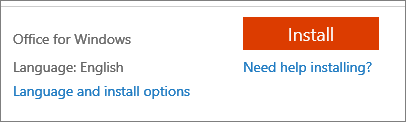 Office for Windows
Install
Language: English
Need help installing?
Language and install options